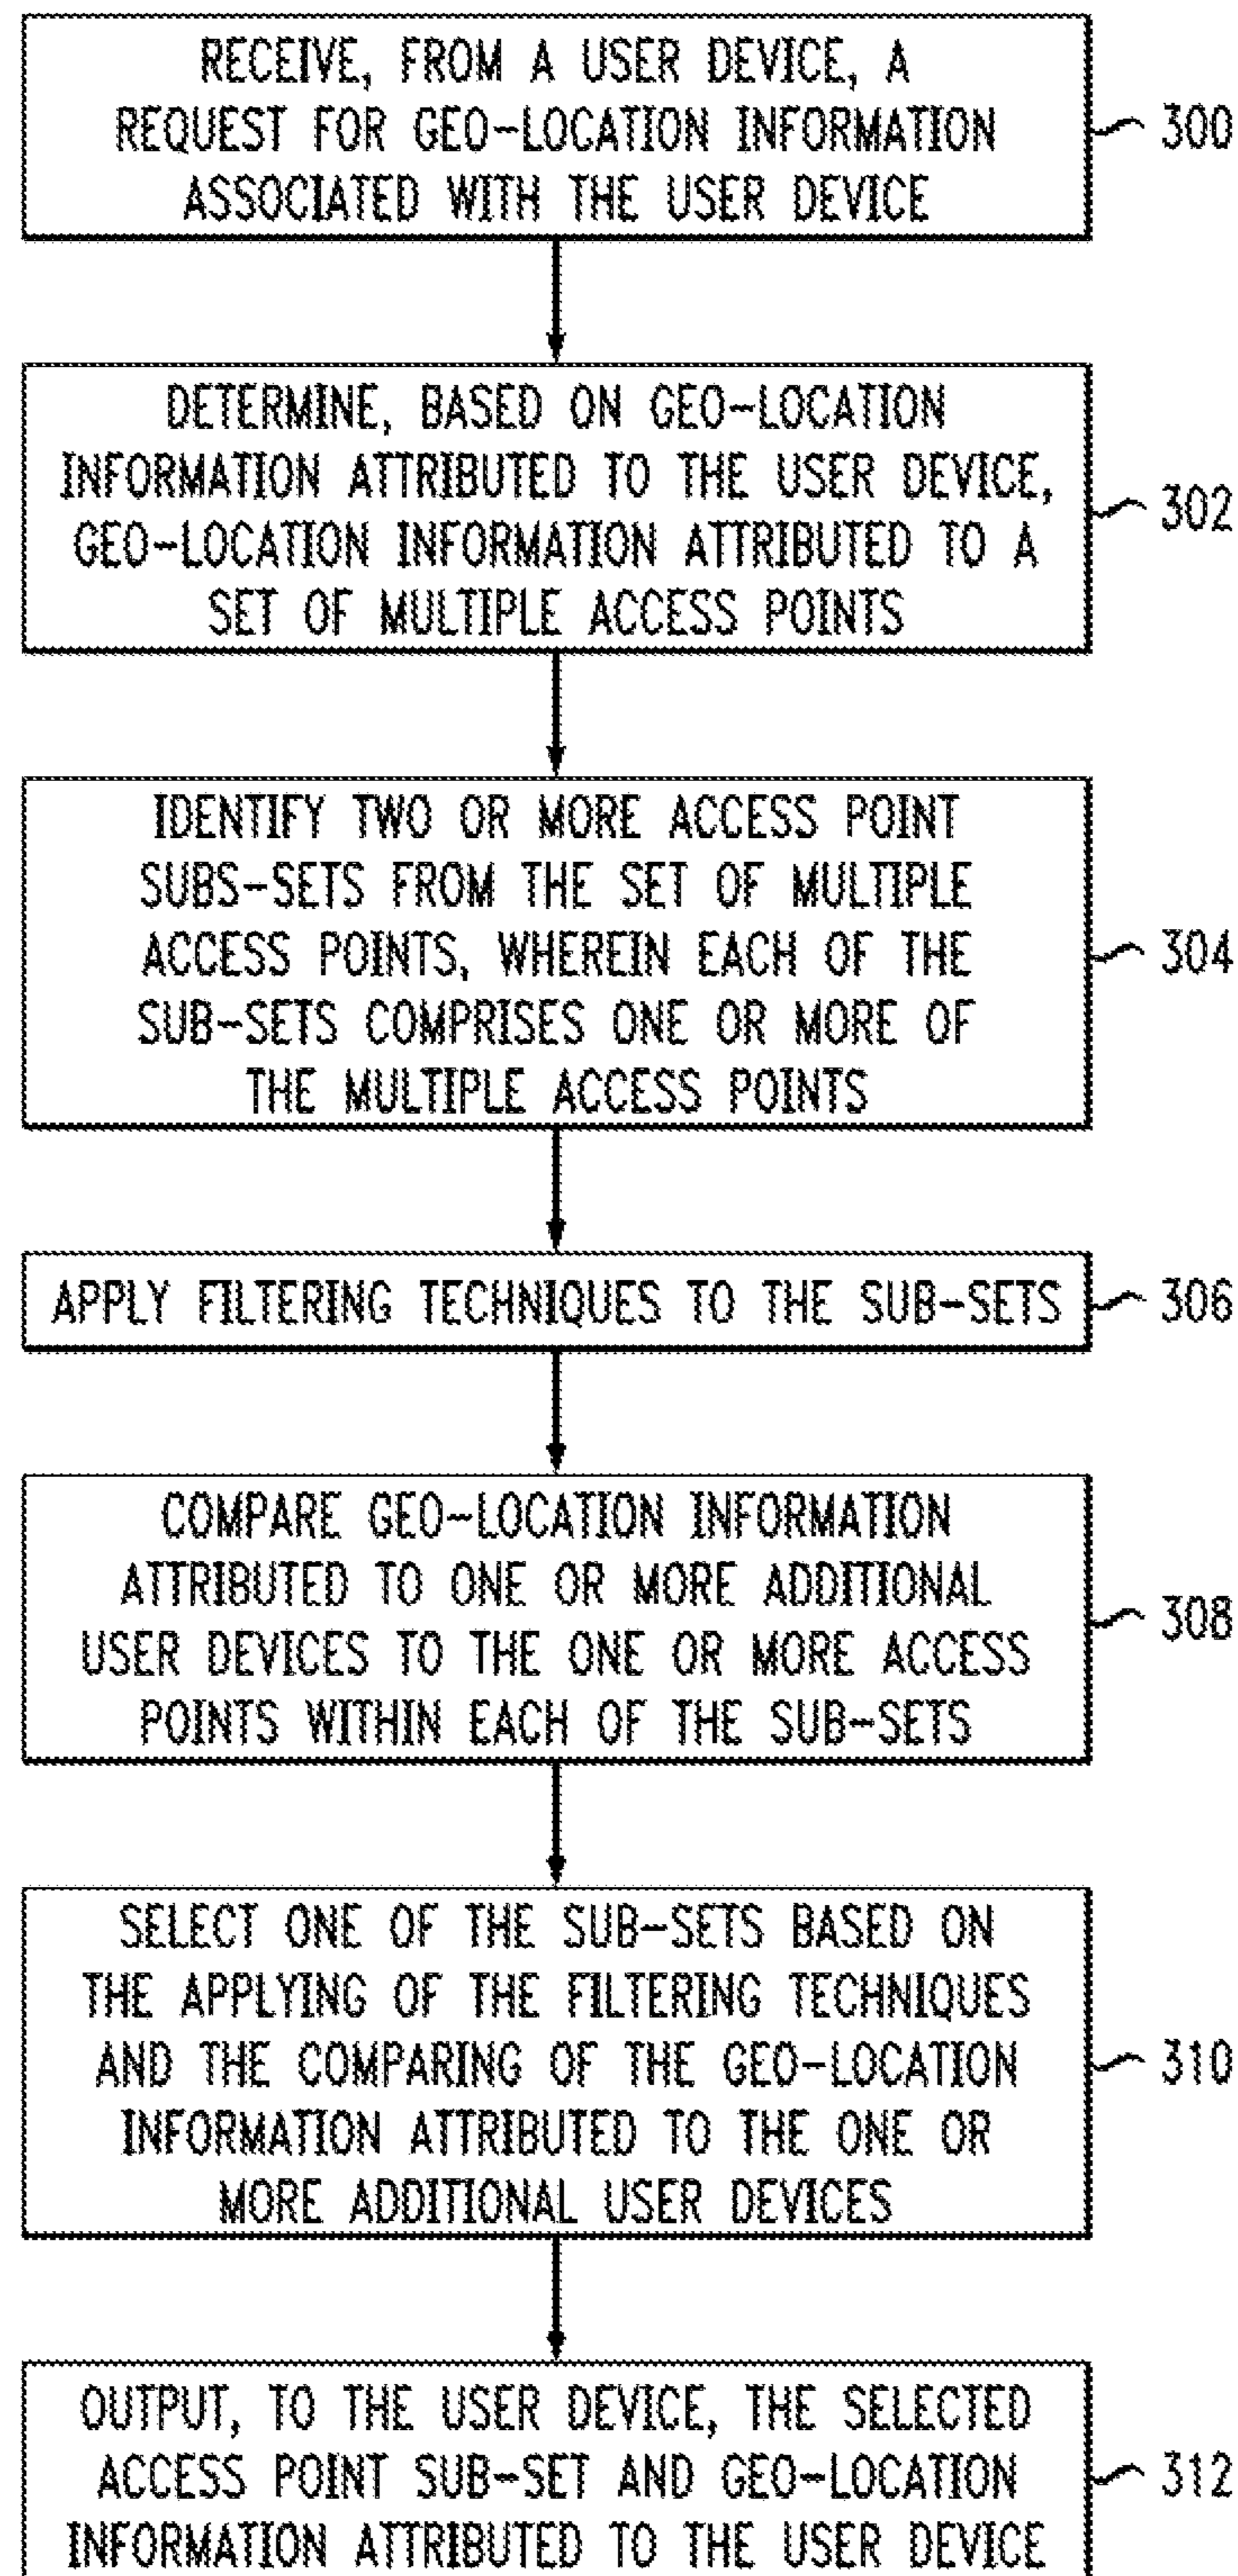 RECEIVE, FROM A USER DEVICE, A
REQUEST FOR GEO-LOCATION INFORMATION
ASSOCIATED WITH THE USER DEVICE
300
DETERMINE, BASED ON GEO-LOCATION
INFORMATION ATTRIBUTED TO THE USER DEVICE,
GEO-LOCATION INFORMATION ATTRIBUTED TO A
SET OF MULTIPLE ACCESS POINTS
302
IDENTIFY TWO OR MORE ACCESS POINT
SUBS-SETS FROM THE SET OF MULTIPLE
ACCESS POINTS, WHEREIN EACH OF THE
SUB-SETS COMPRISES ONE OR MORE OF
THE MULTIPLE ACCESS POINTS
304
APPLY FILTERING TECHNIQUES TO THE SUB-SETS
306
COMPARE GEO-LOCATION INFORMATION
ATTRIBUTED TO ONE OR MORE ADDITIONAL
USER DEVICES TO THE ONE OR MORE ACCESS
POINTS WITHIN EACH OF THE SUB-SETS
308
SELECT ONE OF THE SUB-SETS BASED ON
THE APPLYING OF THE FILTERING TECHNIQUES
AND THE COMPARING OF THE GEO-LOCATION
INFORMATION ATTRIBUTED TO THE ONE OR
MORE ADDITIONAL USER DEVICES
310
OUTPUT, TO THE USER DEVICE, THE SELECTED
ACCESS POINT SUB-SET AND GEO-LOCATION
INFORMATION ATTRIBUTED TO THE USER DEVICE
312